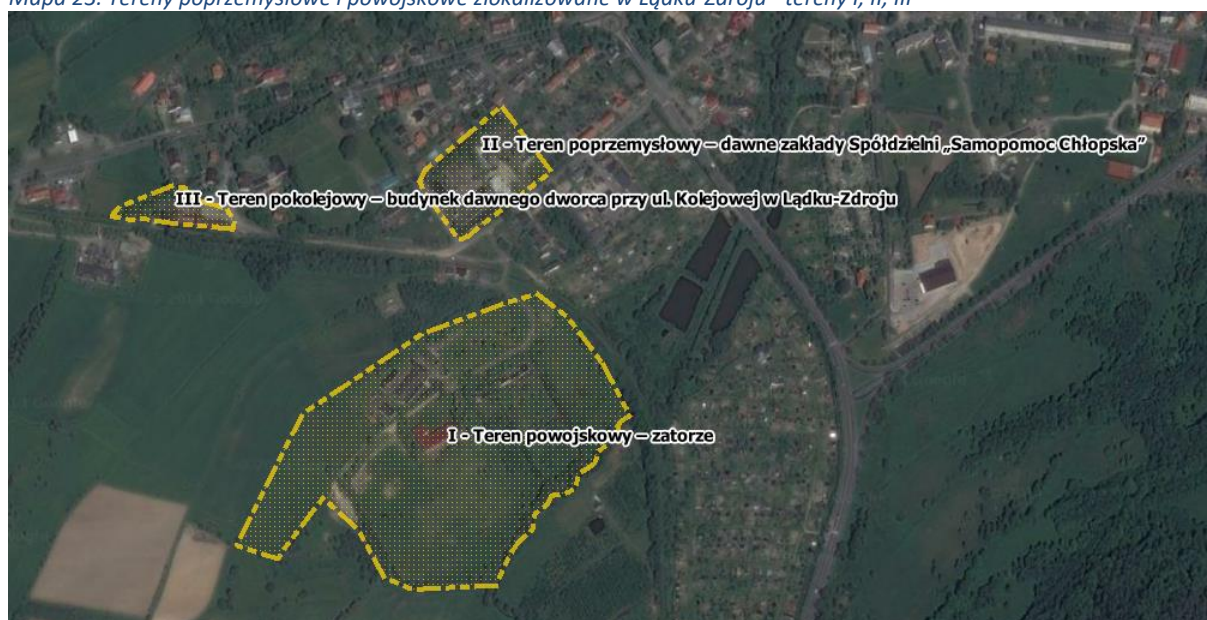 Mapa 23. Tereny poprzemysłowe i powojskowe zlokalizowane w Lądku-Zdroju - tereny I, II, III
II - Teren poprzemysłowy – dawne zakłady Spółdzielni „Samopomoc Chłopska”
III - Teren pokolejowy – budynek dawnego dworca przy ul. Kolejowej w Lądku-Zdroju
I - Teren powojskowy – zatorze